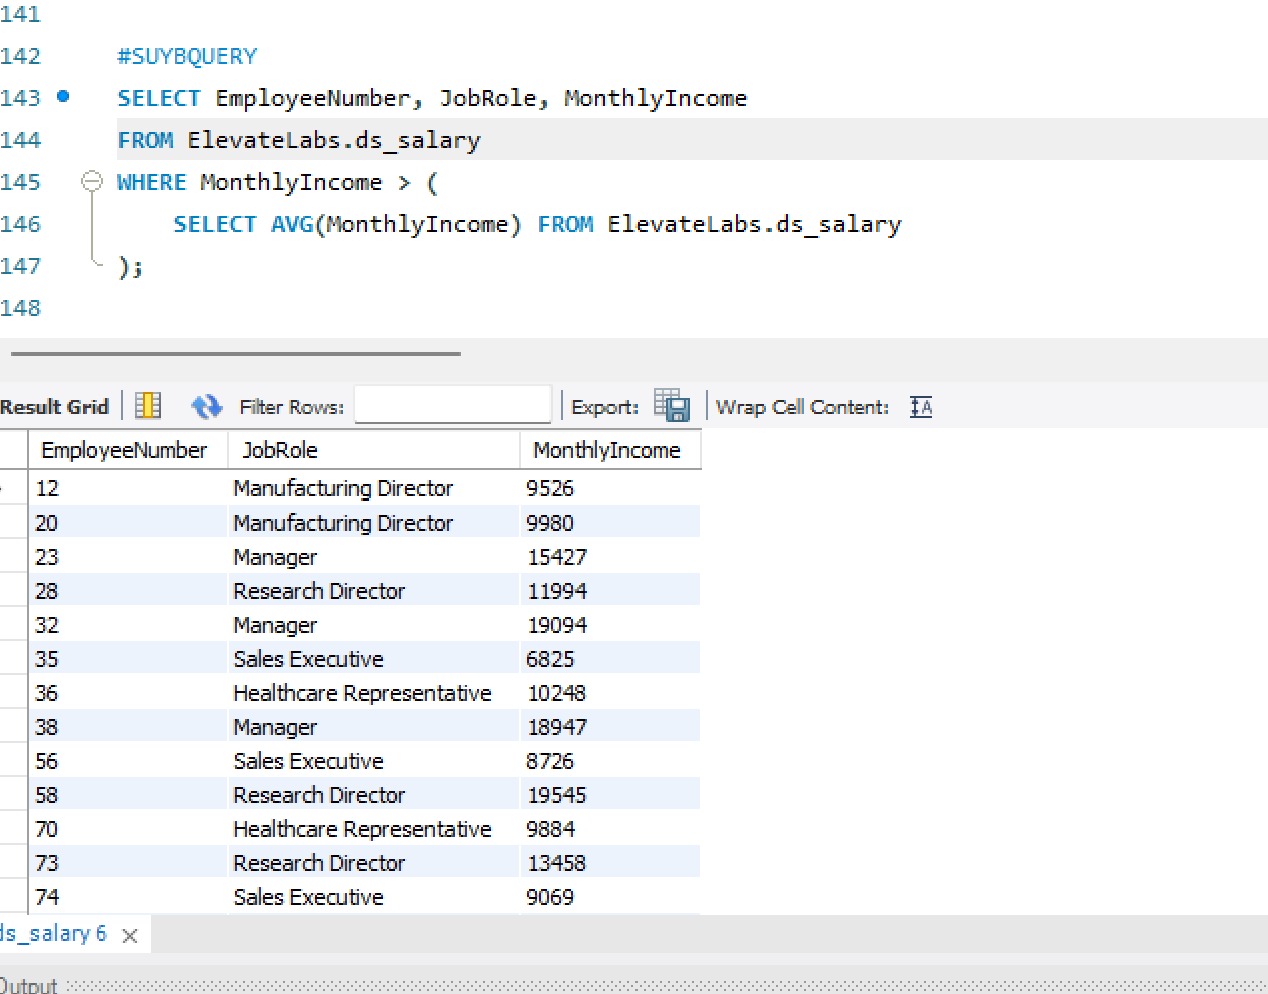 141
142 #SUYBQUERY
143 SELECT EmployeeNumber, JobRole, MonthlyIncome
144 FROM ElevateLabs.ds_salary
145 WHERE MonthlyIncome > (
146 SELECT AVG(MonthlyIncome) FROM ElevateLabs.ds_salary
147 );
148
Result Grid Filter Rows: Export: Wrap Cell Content: IA
EmployeeNumber JobRole MonthlyIncome
12 Manufacturing Director 9526
20 Manufacturing Director 9980
23 Manager 15427
28 Research Director 11994
32 Manager 19094
35 Sales Executive 6825
36 Healthcare Representative 10248
38 Manager 18947
56 Sales Executive 8726
58 Research Director 19545
70 Healthcare Representative 9884
73 Research Director 13458
74 Sales Executive 9069
ds_salary 6 ×
Output